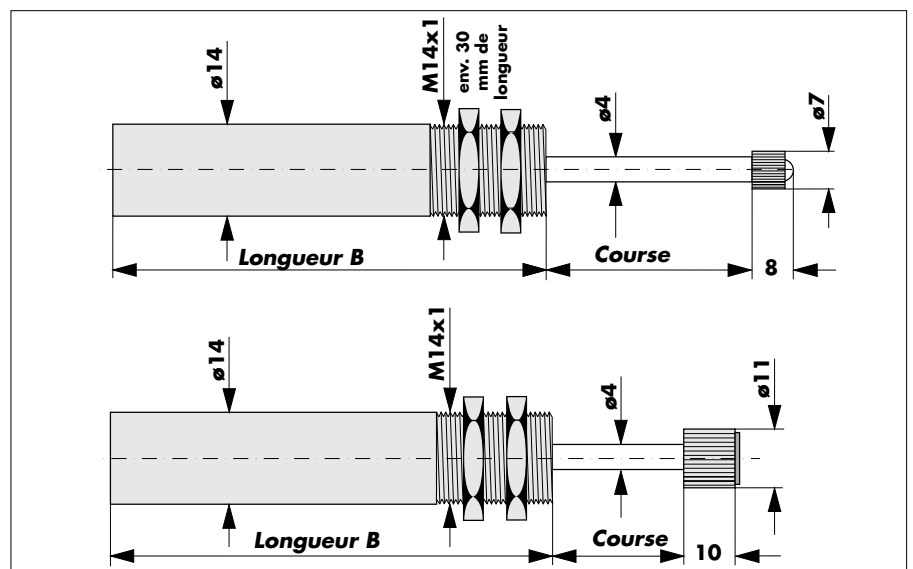 ø14
M14x1
env. 30
mm de
longueur
ø4
ø7
Longueur B
Course
8
ø14
M14x1
ø4
ø11
Longueur B
Course
10